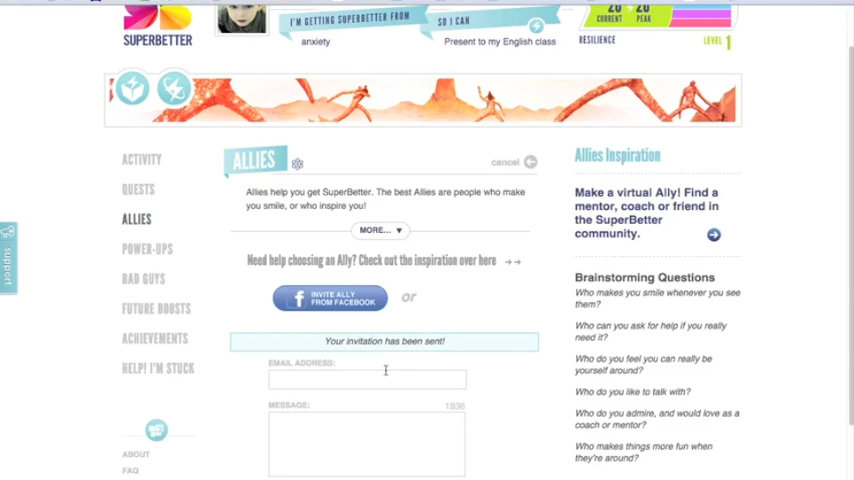 SUPERBETTER
I'M GETTING SUPERBETTER FROM
anxiety
SO I CAN
Present to my English class
CURRENT
PEAK
RESILIENCE
LEVEL 1
ACTIVITY
QUESTS
ALLIES
POWER-UPS
BAD GUYS
FUTURE BOOSTS
ACHIEVEMENTS
HELP! I'M STUCK
ABOUT
FAQ
support
ALLIES
cancel
Allies help you get SuperBetter. The best Allies are people who make
you smile, or who inspire you!
MORE...
Need help choosing an Ally? Check out the inspiration over here
f INVITE ALLY
FROM FACEBOOK
or
Your invitation has been sent!
EMAIL ADDRESS:
MESSAGE:
1836
Allies Inspiration
Make a virtual Ally! Find a
mentor, coach or friend in
the SuperBetter
community.
Brainstorming Questions
Who makes you smile whenever you see
them?
Who can you ask for help if you really
need it?
Who do you feel you can really be
yourself around?
Who do you like to talk with?
Who do you admire, and would love as a
coach or mentor?
Who makes things more fun when
they're around?